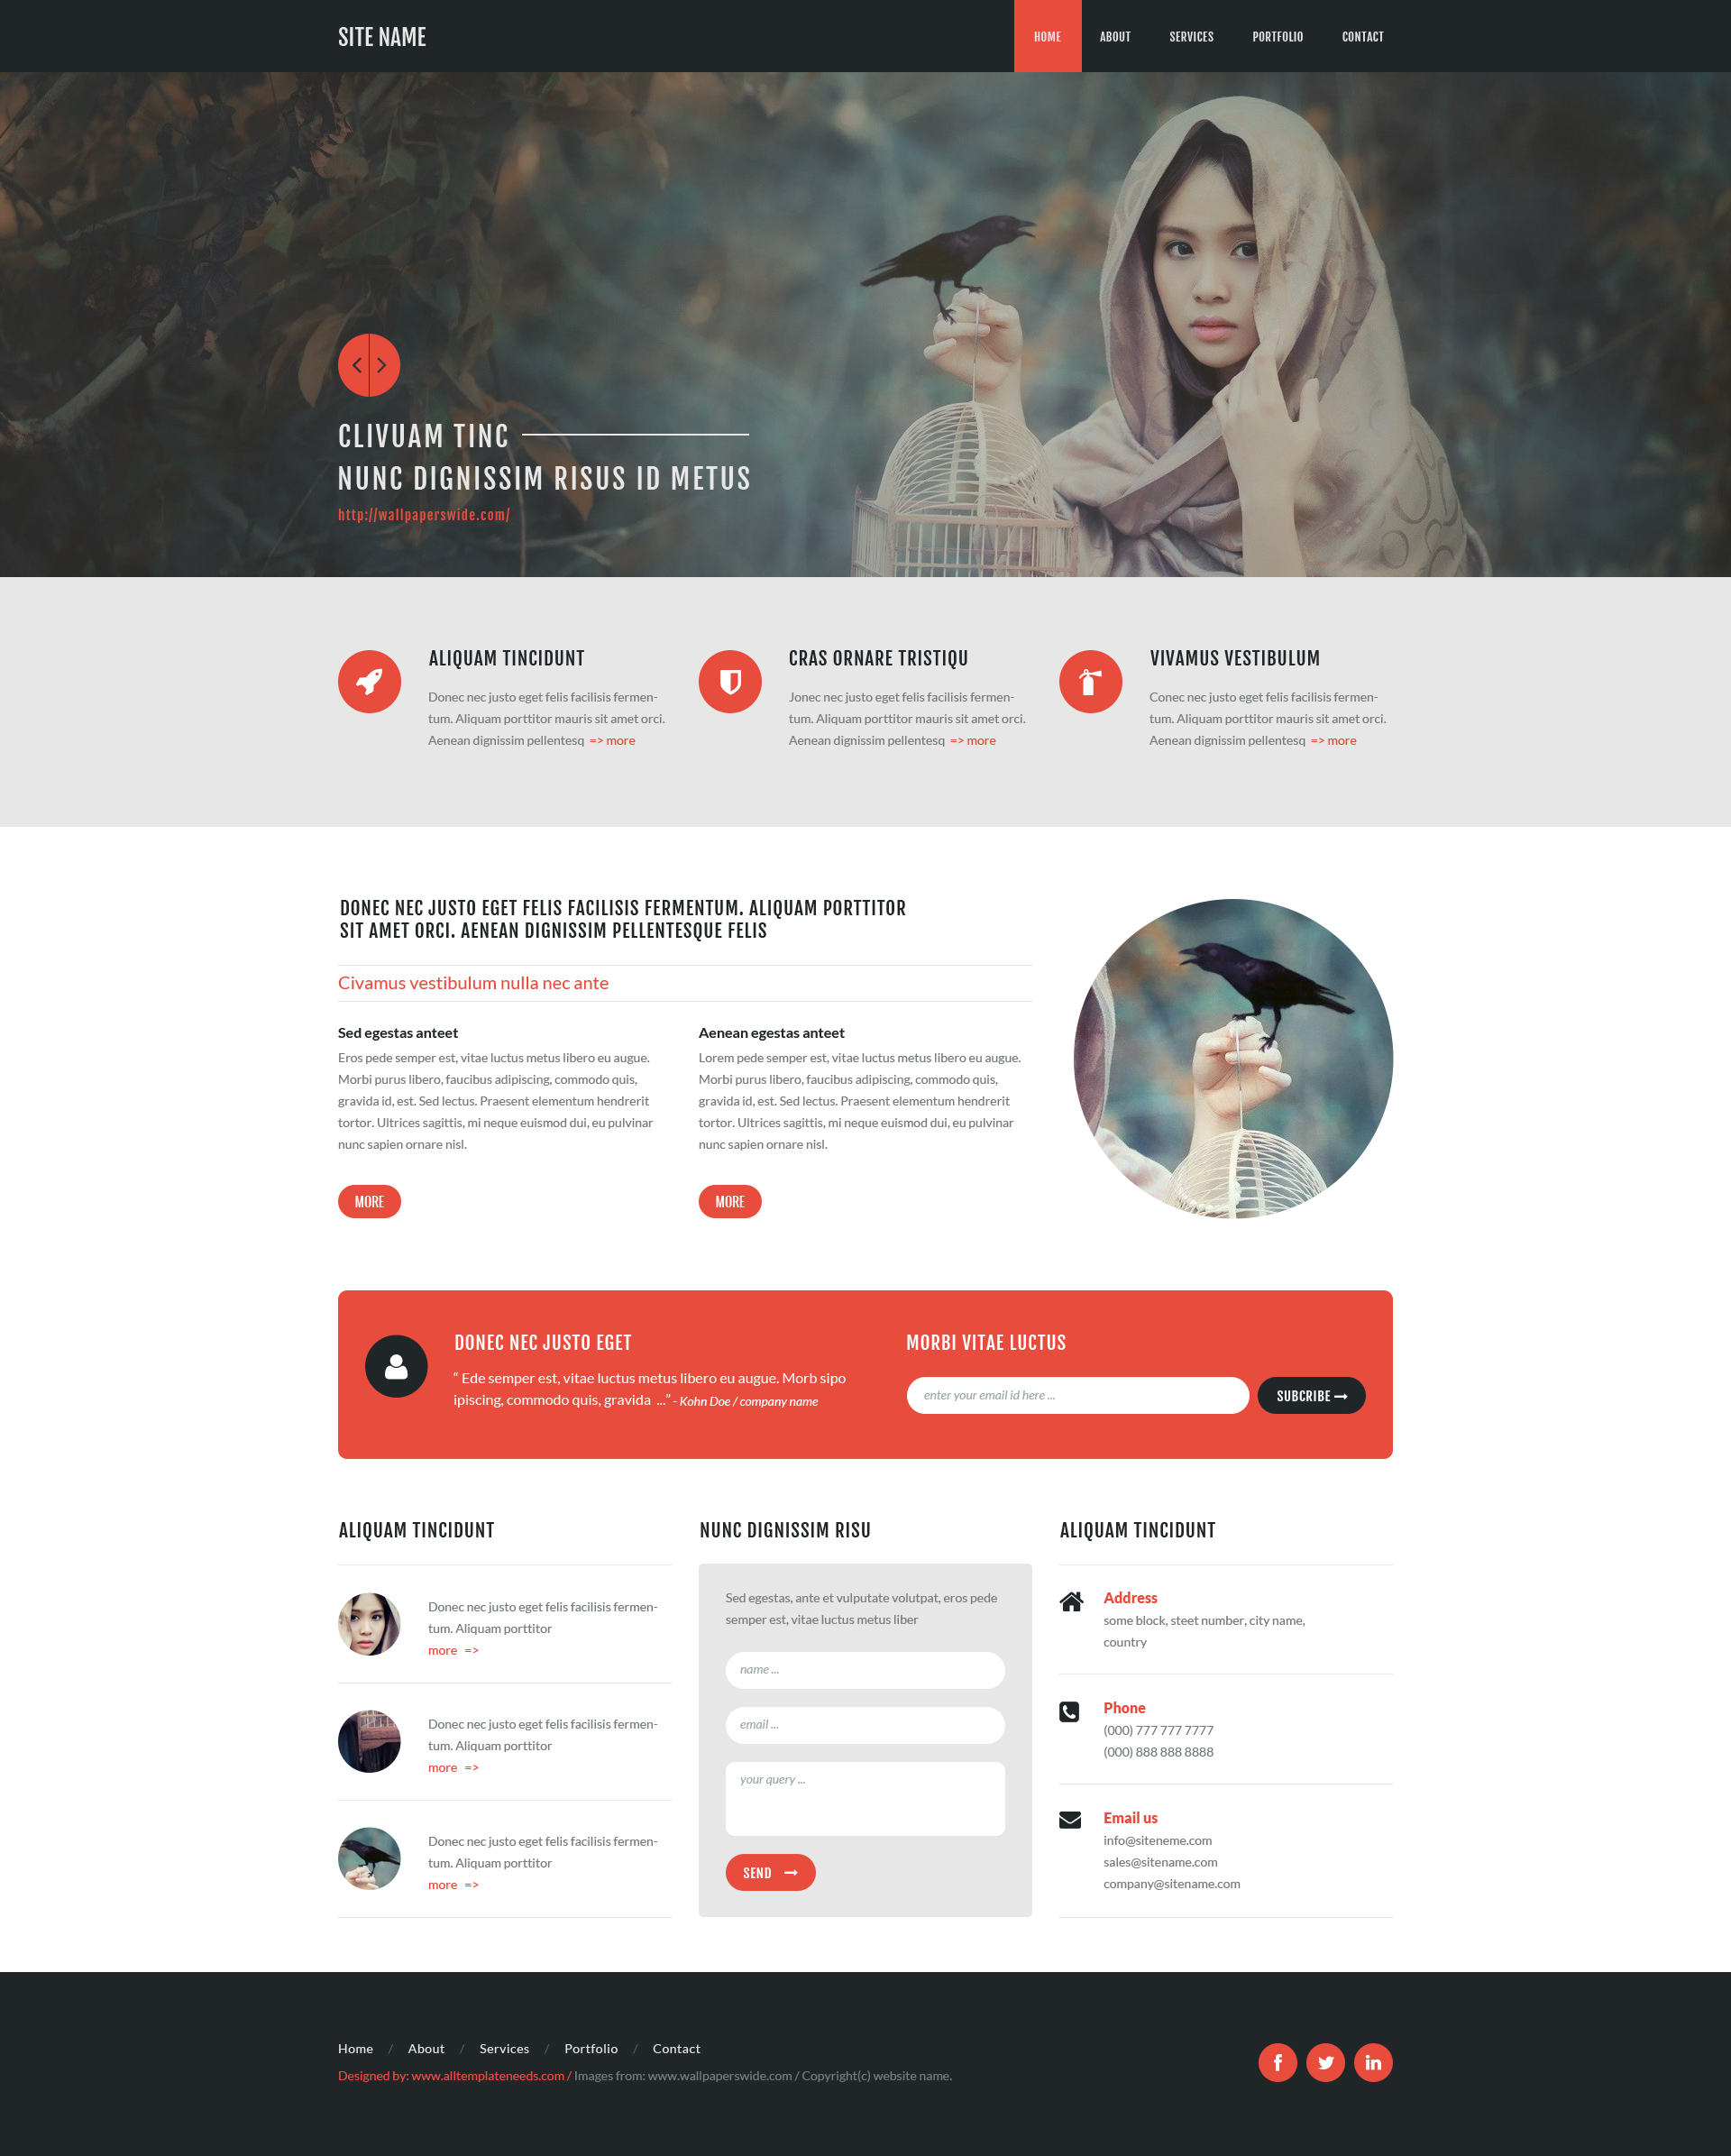 SITE NAME
HOME ABOUT SERVICES PORTFOLIO CONTACT
CLIVUAM TINC
NUNC DIGNISSIM RISUS ID METUS
http://wallpaperswide.com/
ALIQUAM TINCIDUNT
Donec nec justo eget felis facilisis fermen-
tum. Aliquam porttitor mauris sit amet orci.
Aenean dignissim pellentesq => more
CRAS ORNARE TRISTIQU
Jonec nec justo eget felis facilisis fermen-
tum. Aliquam porttitor mauris sit amet orci.
Aenean dignissim pellentesq => more
VIVAMUS VESTIBULUM
Conec nec justo eget felis facilisis fermen-
tum. Aliquam porttitor mauris sit amet orci.
Aenean dignissim pellentesq => more
DONEC NEC JUSTO EGET FELIS FACILISIS FERMENTUM. ALIQUAM PORTTITOR
SIT AMET ORCI. AENEAN DIGNISSIM PELLENTESQUE FELIS
Civamus vestibulum nulla nec ante
Sed egestas anteet
Eros pede semper est, vitae luctus metus libero eu augue.
Morbi purus libero, faucibus adipiscing, commodo quis,
gravida id, est. Sed lectus. Praesent elementum hendrerit
tortor. Ultrices sagittis, mi neque euismod dui, eu pulvinar
nunc sapien ornare nisl.
MORE
Aenean egestas anteet
Lorem pede semper est, vitae luctus metus libero eu augue.
Morbi purus libero, faucibus adipiscing, commodo quis,
gravida id, est. Sed lectus. Praesent elementum hendrerit
tortor. Ultrices sagittis, mi neque euismod dui, eu pulvinar
nunc sapien ornare nisl.
MORE
DONEC NEC JUSTO EGET
“ Ede semper est, vitae luctus metus libero eu augue. Morb sipo
ipiscing, commodo quis, gravida ...” - Kohn Doe / company name
MORBI VITAE LUCTUS
enter your email id here ...
SUBCRIBE
ALIQUAM TINCIDUNT
Donec nec justo eget felis facilisis fermen-
tum. Aliquam porttitor
more =>
Donec nec justo eget felis facilisis fermen-
tum. Aliquam porttitor
more =>
Donec nec justo eget felis facilisis fermen-
tum. Aliquam porttitor
more =>
NUNC DIGNISSIM RISU
Sed egestas, ante et vulputate volutpat, eros pede
semper est, vitae luctus metus liber
name ...
email ...
your query ...
SEND
ALIQUAM TINCIDUNT
Address
some block, steet number, city name,
country
Phone
(000) 777 777 7777
(000) 888 888 8888
Email us
info@siteneme.com
sales@sitename.com
company@sitename.com
Home / About / Services / Portfolio / Contact
Designed by: www.alltemplateneeds.com / Images from: www.wallpaperswide.com / Copyright(c) website name.